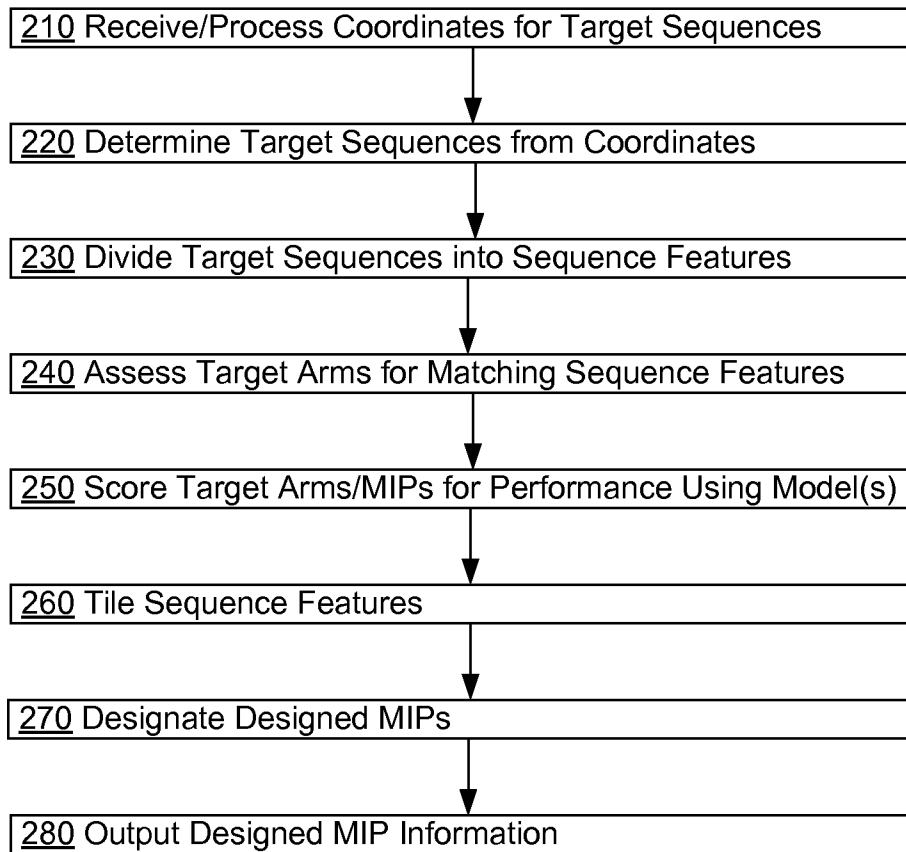 210 Receive/Process Coordinates for Target Sequences
220 Determine Target Sequences from Coordinates
230 Divide Target Sequences into Sequence Features
240 Assess Target Arms for Matching Sequence Features
250 Score Target Arms/MIPs for Performance Using Model(s)
260 Tile Sequence Features
270 Designate Designed MIPs
280 Output Designed MIP Information